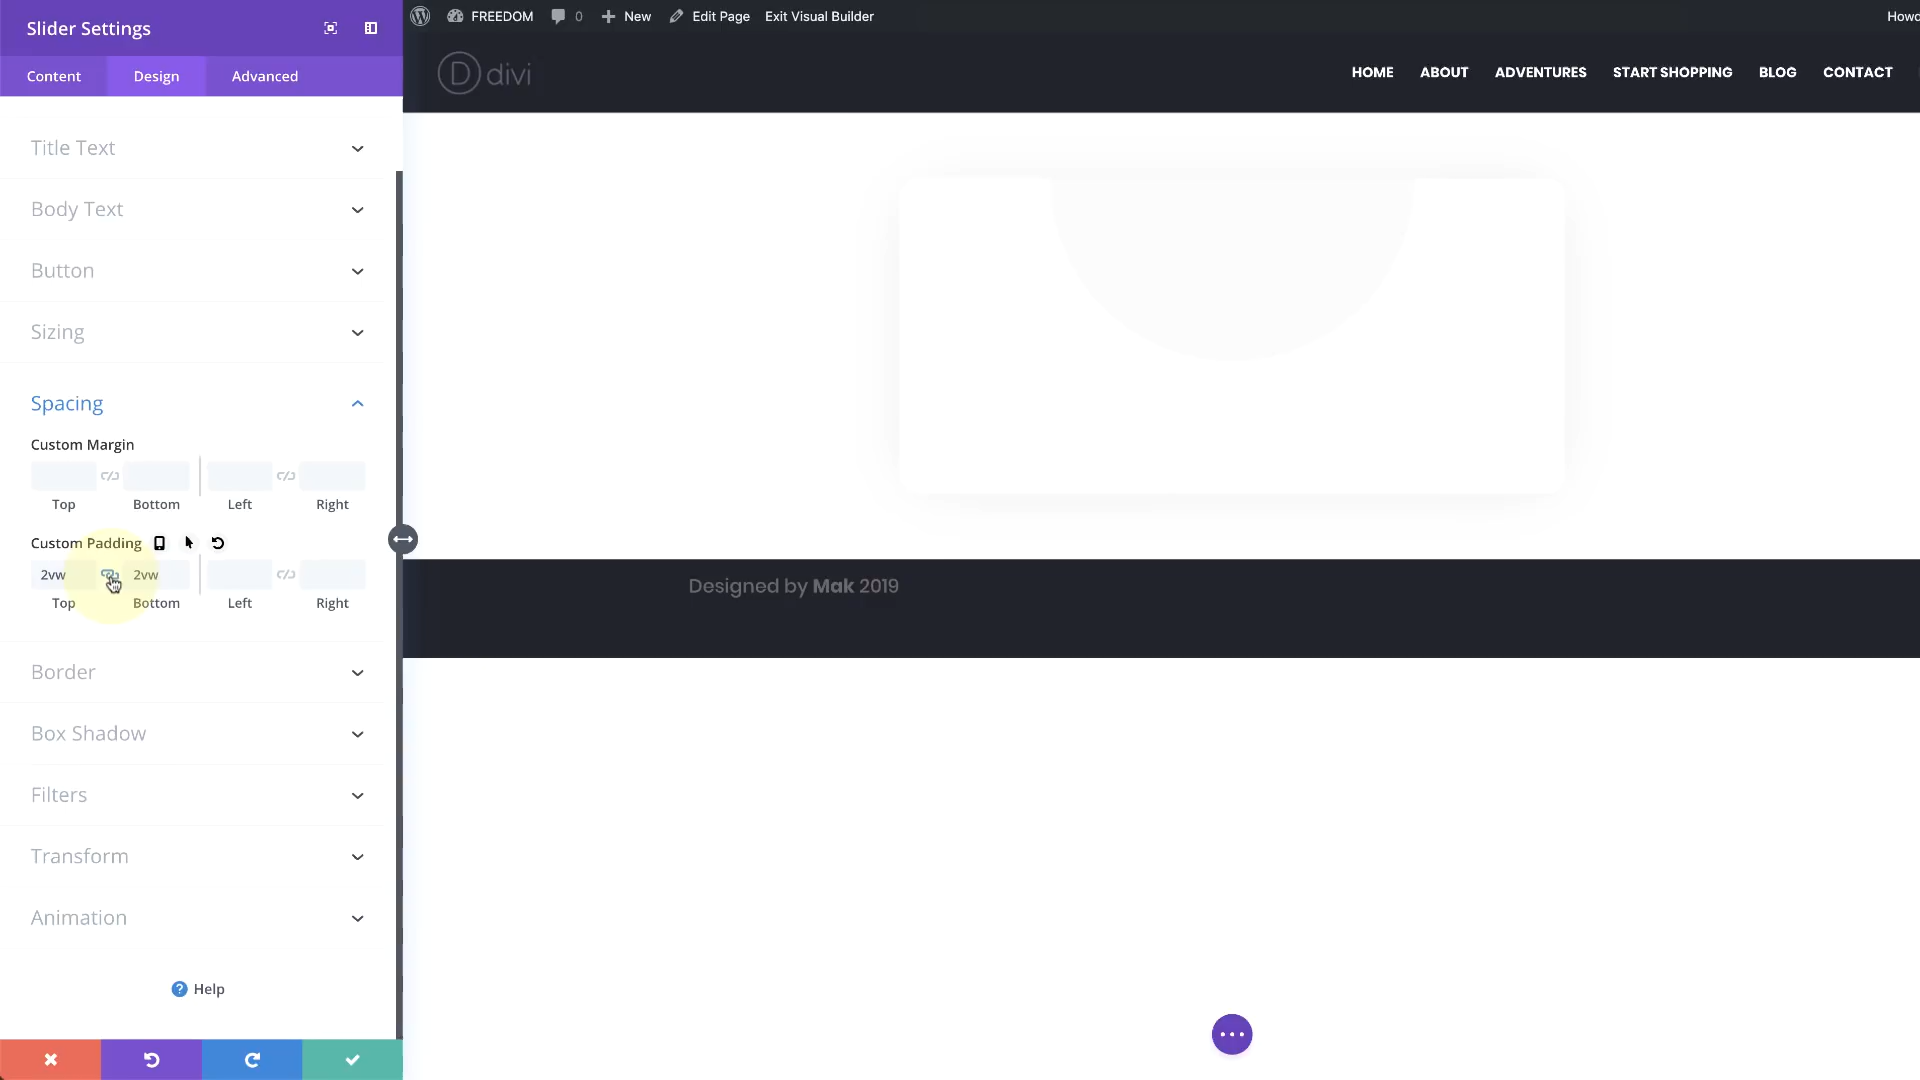 Slider Settings
Content
Design
Advanced
Title Text
Body Text
Button
Sizing
Spacing
Custom Margin
Top
Bottom
Left
Right
Custom Padding
2vw
2vw
Top
Bottom
Left
Right
Border
Box Shadow
Filters
Transform
Animation
? Help
FREEDOM
0
New
Edit Page
Exit Visual Builder
Howd
D divi
HOME
ABOUT
ADVENTURES
START SHOPPING
BLOG
CONTACT
Designed by Mak 2019